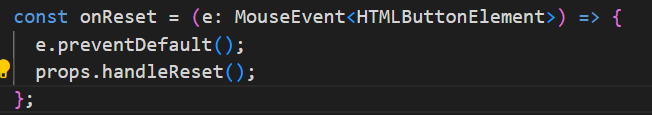 const onReset = (e: MouseEvent<HTMLButtonElement>) => {
e.preventDefault();
props.handleReset();
};